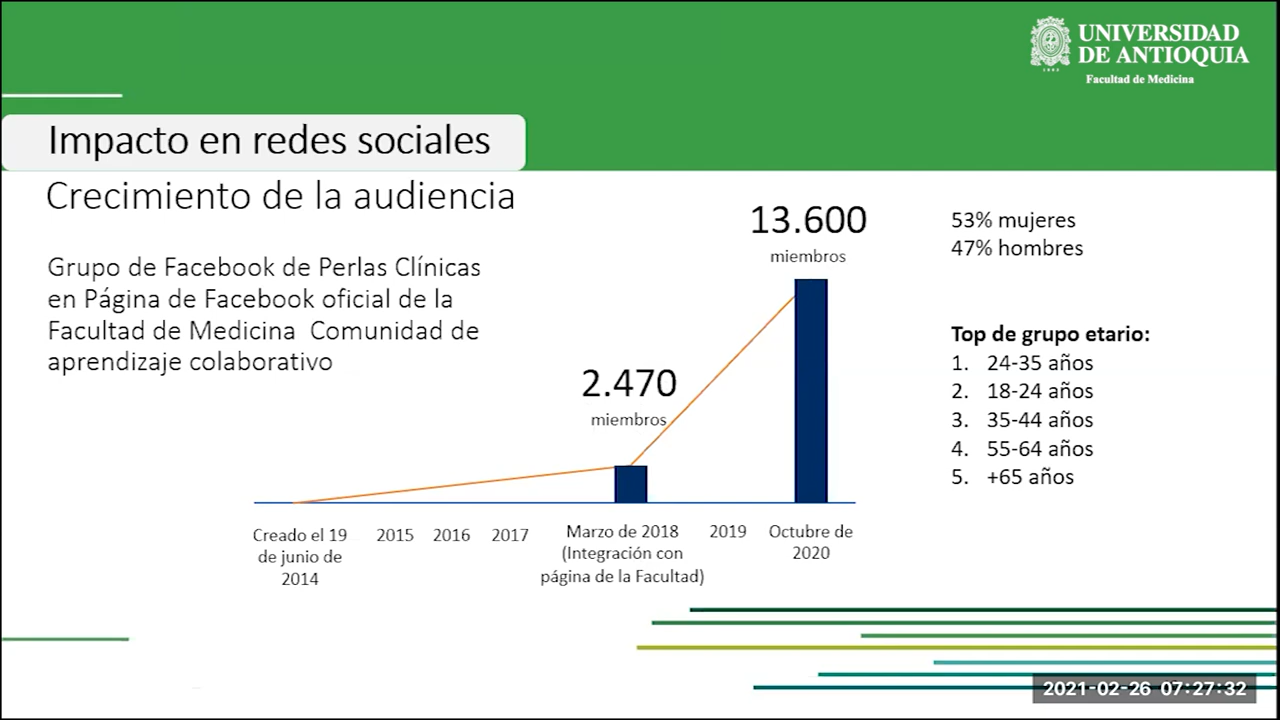 UNIVERSIDAD
DE ANTIOQUIA
1803
Facultad de Medicina
Impacto en redes sociales
Crecimiento de la audiencia
Grupo de Facebook de Perlas Clínicas
en Página de Facebook oficial de la
Facultad de Medicina Comunidad de
aprendizaje colaborativo
13.600
miembros
2.470
miembros
Creado el 19
de junio de
2014
2015
2016
2017
Marzo de 2018
(Integración con
página de la Facultad)
2019
Octubre de
2020
53% mujeres
47% hombres
Top de grupo etario:
1. 24-35 años
2. 18-24 años
3. 35-44 años
4. 55-64 años
5. +65 años
2021-02-26 07:27:32